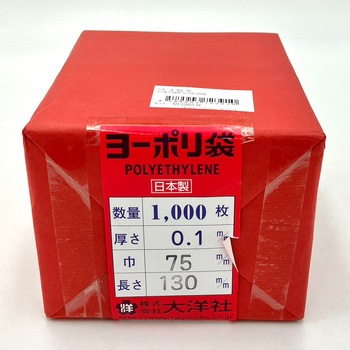 ヨーポリ袋
POLYETHYLENE
日本製
数量 1,000 枚
厚さ 0.1 m/m
巾 75 m/m
長さ 130 m/m
洋 株式会社 大洋社